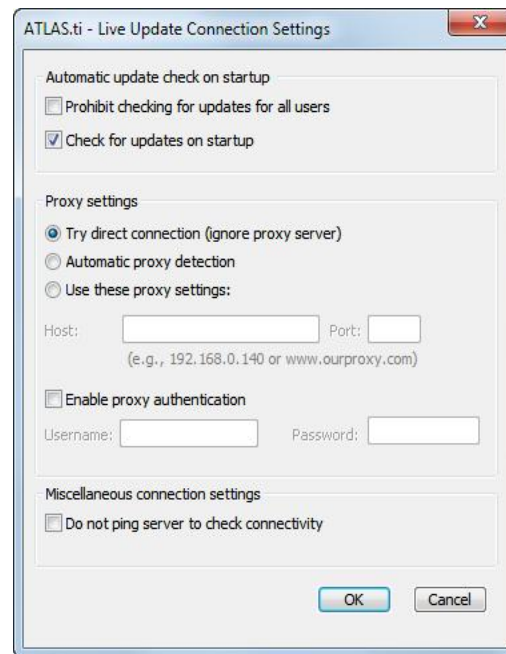 ATLAS.ti - Live Update Connection Settings
Automatic update check on startup
Prohibit checking for updates for all users
Check for updates on startup
Proxy settings
Try direct connection (ignore proxy server)
Automatic proxy detection
Use these proxy settings:
Host: Port:
(e.g., 192.168.0.140 or www.ourproxy.com)
Enable proxy authentication
Username: Password:
Miscellaneous connection settings
Do not ping server to check connectivity
OK Cancel